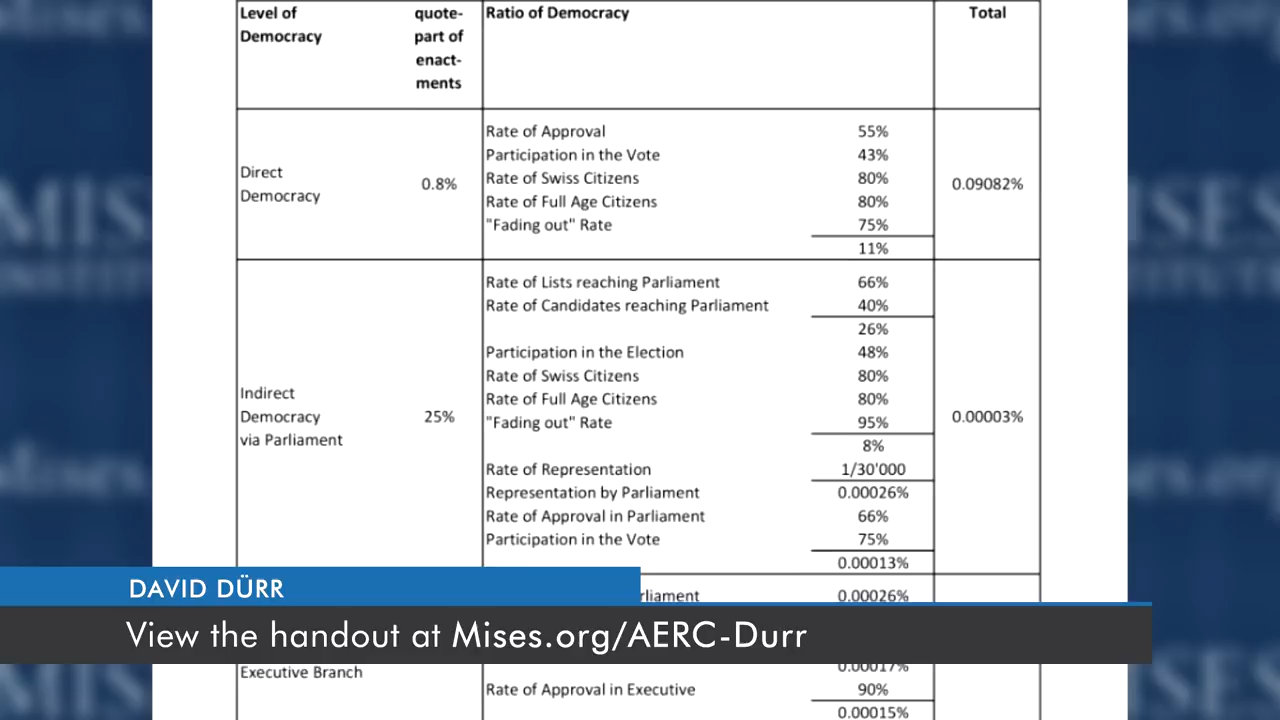 Level of Democracy
quote-part of enact-ments
Ratio of Democracy
Total
Direct Democracy
0.8%
Rate of Approval 55%
Participation in the Vote 43%
Rate of Swiss Citizens 80%
Rate of Full Age Citizens 80%
"Fading out" Rate 75%
11%
0.09082%
Indirect Democracy via Parliament
25%
Rate of Lists reaching Parliament 66%
Rate of Candidates reaching Parliament 40%
26%
Participation in the Election 48%
Rate of Swiss Citizens 80%
Rate of Full Age Citizens 80%
"Fading out" Rate 95%
8%
Rate of Representation 1/30'000
Representation by Parliament 0.00026%
Rate of Approval in Parliament 66%
Participation in the Vote 75%
0.00013%
0.00003%
0.00026%
DAVID DÜRR
View the handout at Mises.org/AERC-Durr
0.00017%
Executive Branch
Rate of Approval in Executive 90%
0.00015%